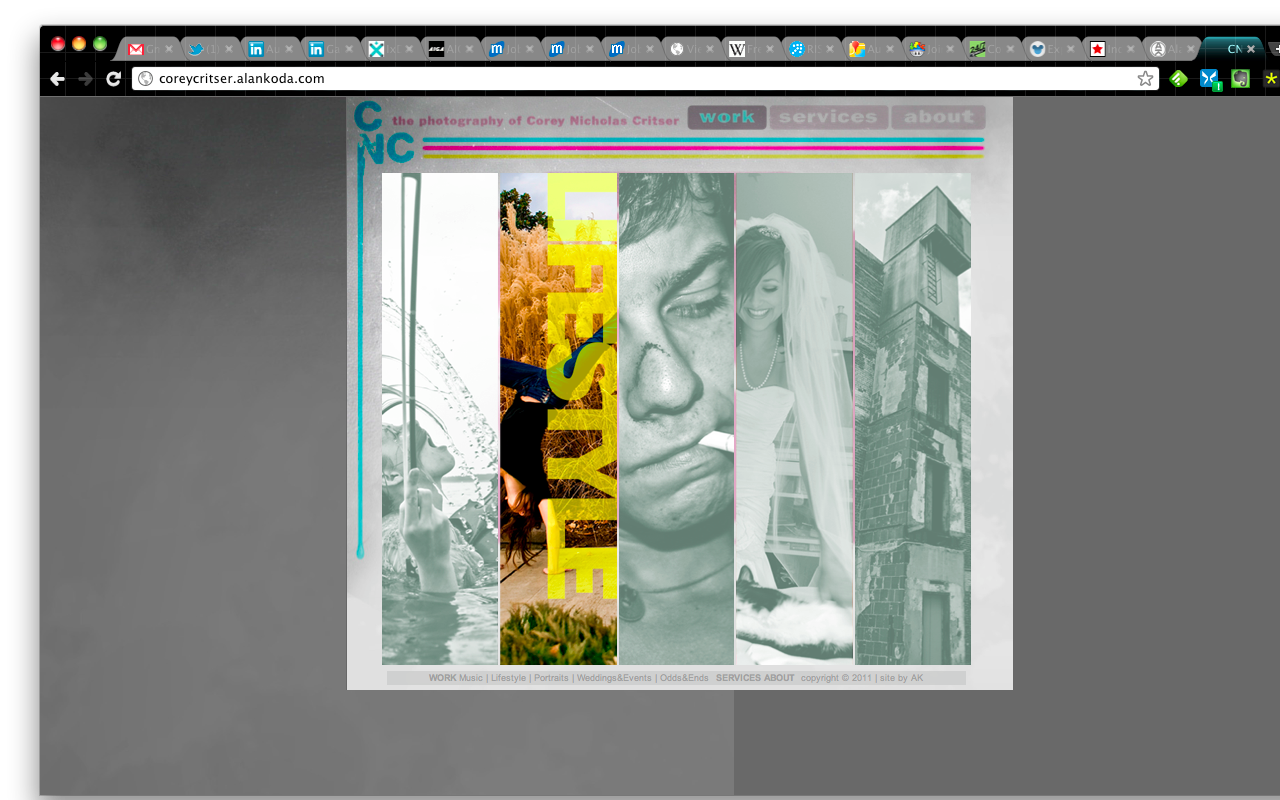 CN
coreycritser.alankoda.com
C
NC
the photography of Corey Nicholas Critser
work
services
about
LIFESTYLE
WORK Music | Lifestyle | Portraits | Weddings&Events | Odds&Ends SERVICES ABOUT copyright © 2011 | site by AK